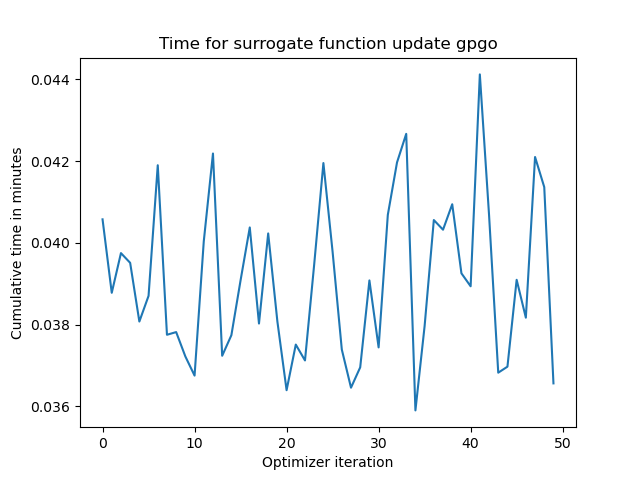 Time for surrogate function update gpgo
0.044
0.042
0.040
0.038
0.036
Cumulative time in minutes
0 10 20 30 40 50
Optimizer iteration